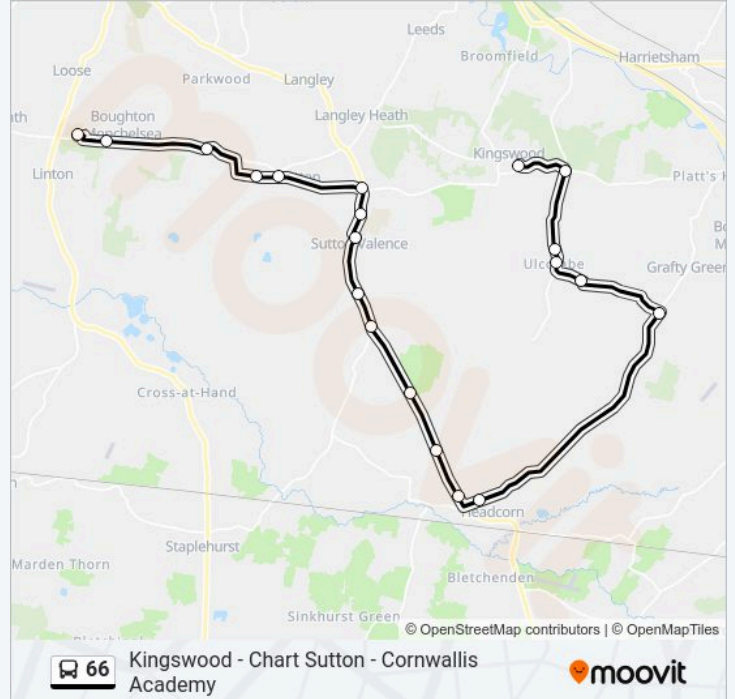 Leeds
Broomfield
Harrietsham
Loose
Parkwood
Langley
Boughton
Monchelsea
Langley Heath
Kingswood
Linton
Platt's H
Sutton Valence
Ulcombe
Grafty Green
Cross-at-Hand
Headcorn
Staplehurst
Marden Thorn
Bletchenden
Sinkhurst Green
© OpenStreetMap contributors | © OpenMapTiles
66
Kingswood - Chart Sutton - Cornwallis
Academy
moovit